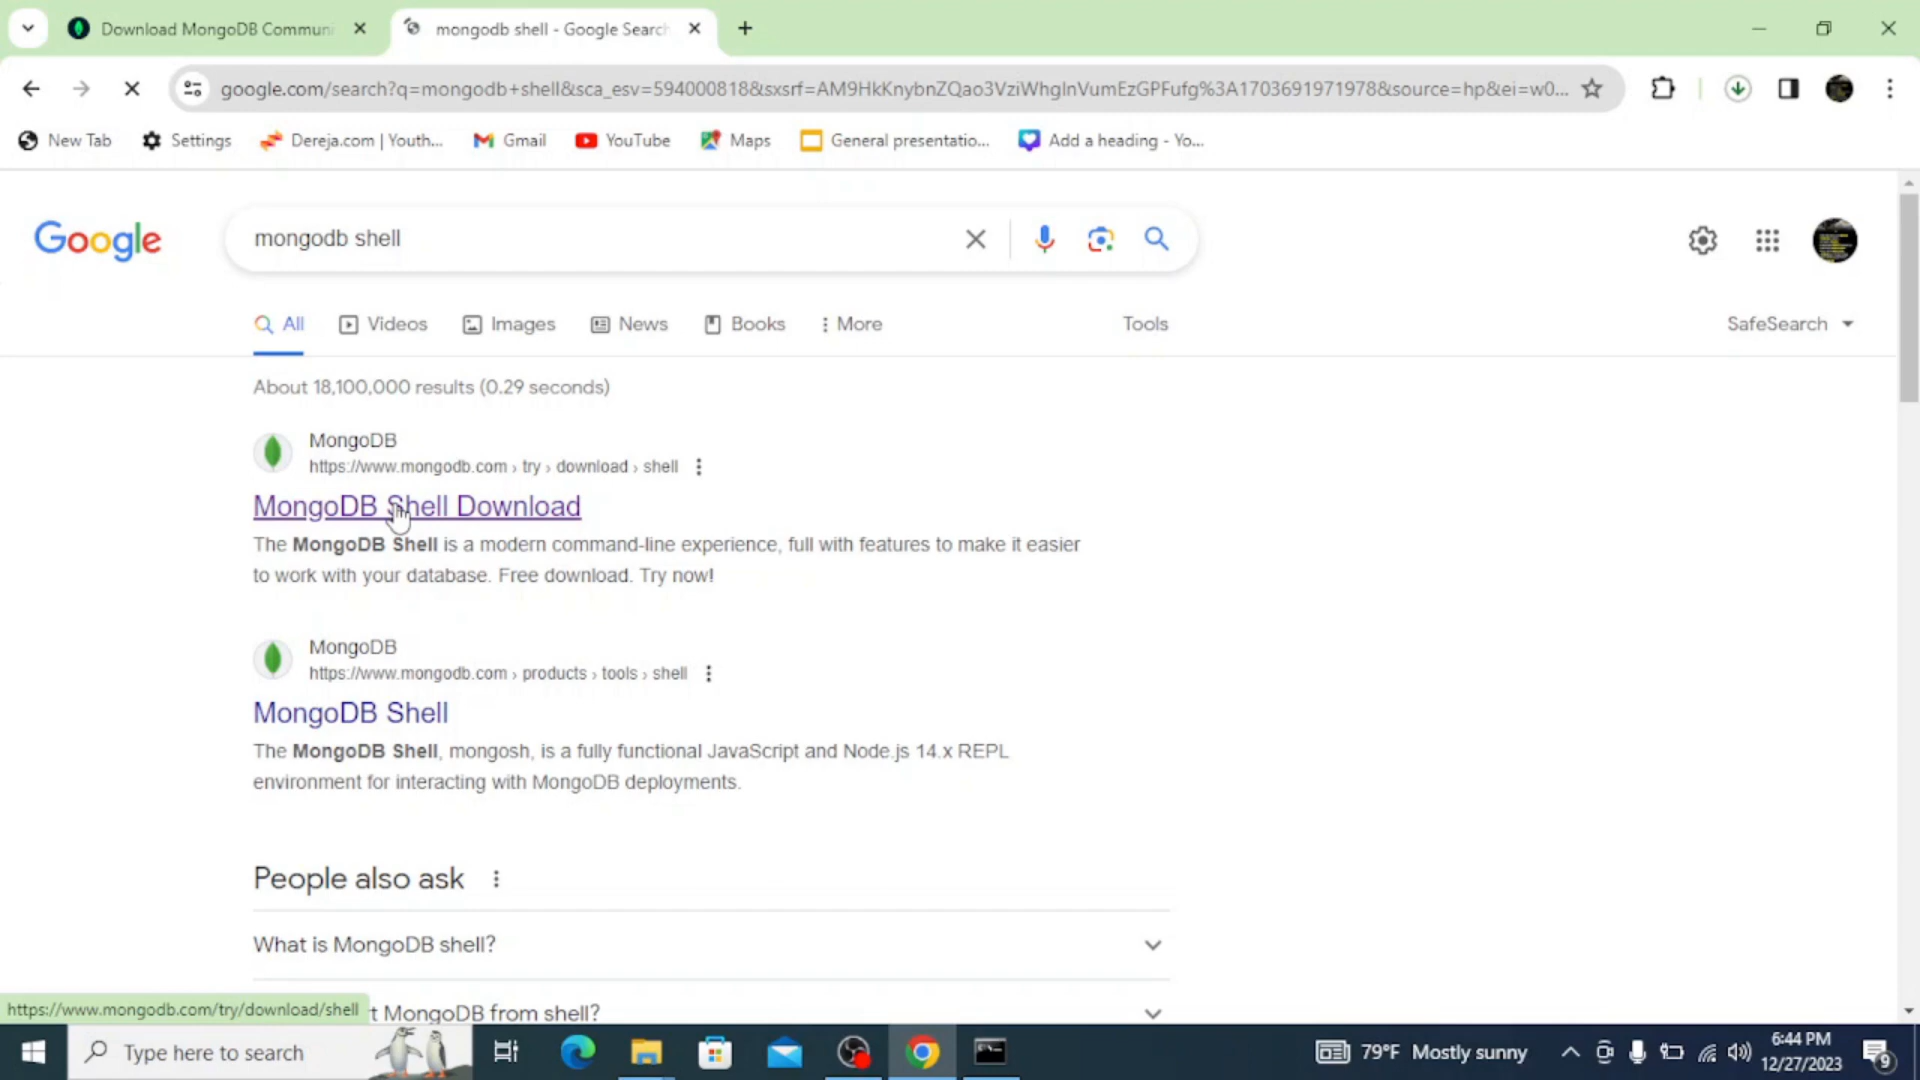 Download MongoDB Commun
mongodb shell - Google Search
google.com/search?q=mongodb+shell&sca_esv=594000818&sxsrf=AM9HkKnybnZQao3VziWhgInVumEzGPFufg%3A1703691971978&source=hp&ei=w0...
New Tab
Settings
Dereja.com | Youth...
Gmail
YouTube
Maps
General presentatio...
Add a heading - Yo...
Google
mongodb shell
All
Videos
Images
News
Books
More
Tools
SafeSearch
About 18,100,000 results (0.29 seconds)
MongoDB
https://www.mongodb.com › try › download › shell
MongoDB Shell Download
The MongoDB Shell is a modern command-line experience, full with features to make it easier
to work with your database. Free download. Try now!
MongoDB
https://www.mongodb.com › products › tools › shell
MongoDB Shell
The MongoDB Shell, mongosh, is a fully functional JavaScript and Node.js 14.x REPL
environment for interacting with MongoDB deployments.
People also ask
What is MongoDB shell?
https://www.mongodb.com/try/download/shell
t MongoDB from shell?
Type here to search
79°F Mostly sunny
6:44 PM
12/27/2023
9